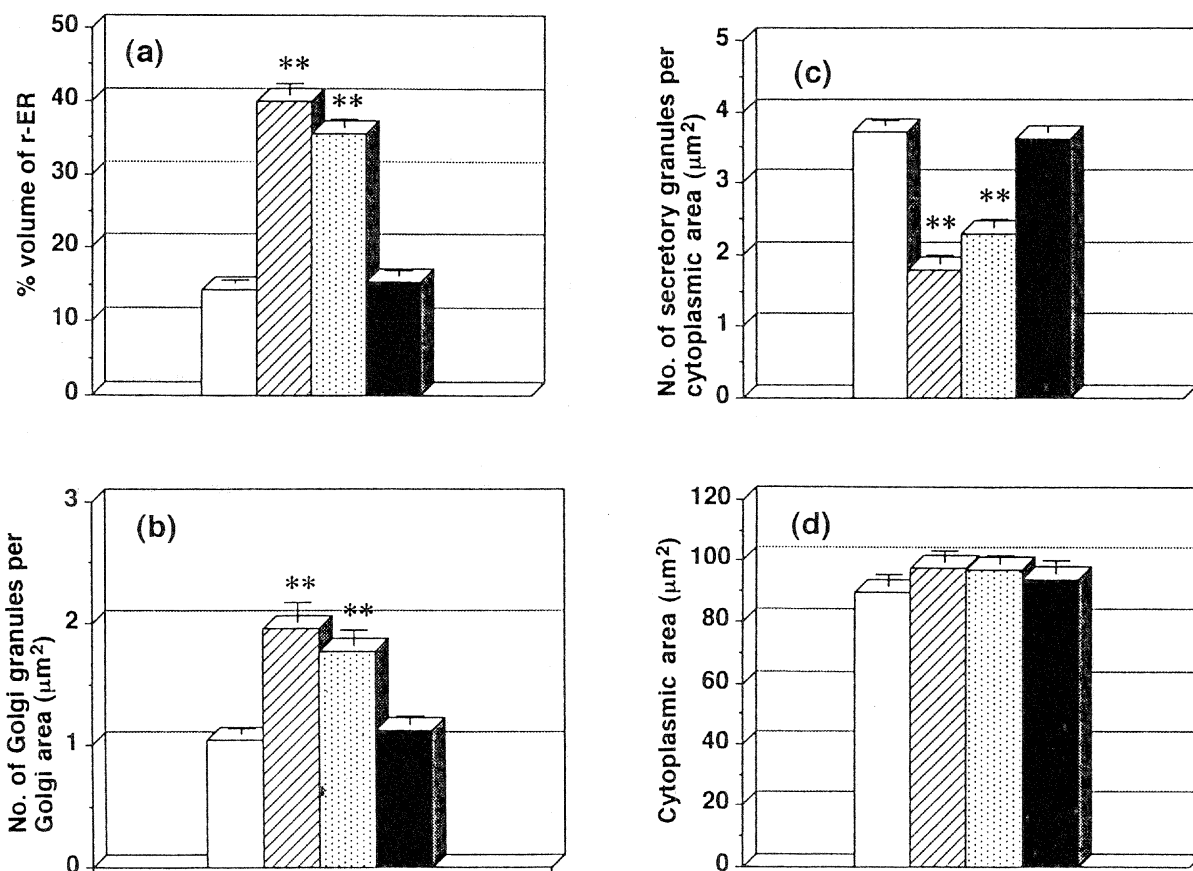 (a)
% volume of r-ER
50
40
30
20
10
0
**
**
(c)
No. of secretory granules per
cytoplasmic area (μm²)
5
4
3
2
1
0
**
**
(b)
No. of Golgi granules per
Golgi area (μm²)
3
2
1
0
**
**
(d)
Cytoplasmic area (μm²)
120
100
80
60
40
20
0